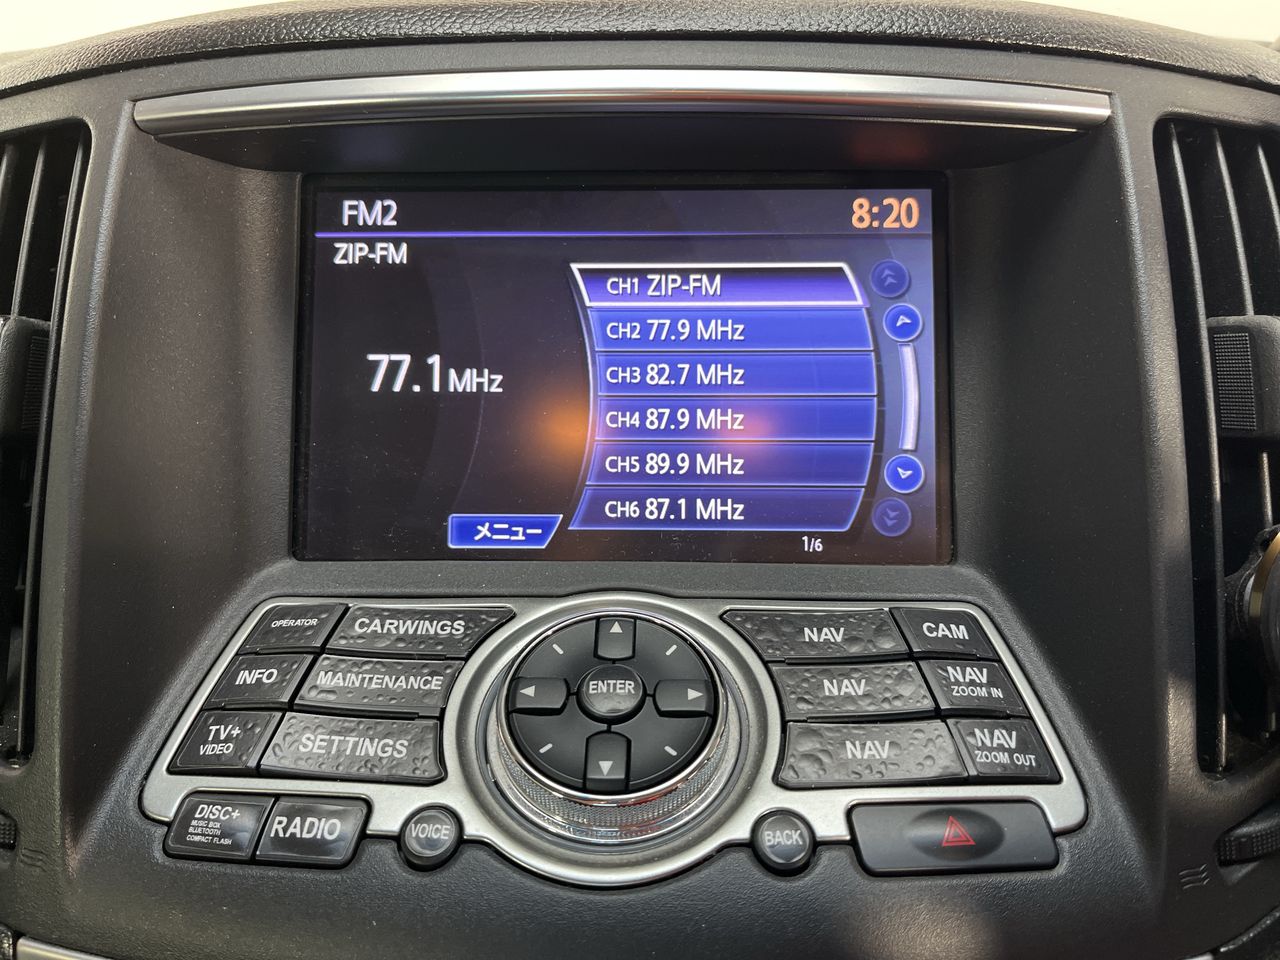 FM2
8:20
ZIP-FM
77.1MHz
CH1 ZIP-FM
CH2 77.9 MHz
CH3 82.7 MHz
CH4 87.9 MHz
CH5 89.9 MHz
CH6 87.1 MHz
メニュー
1/6
OPERATOR
CARWINGS
INFO
MAINTENANCE
TV+
VIDEO
SETTINGS
DISC+
MUSIC BOX
BLUETOOTH
COMPACT FLASH
RADIO
VOICE
ENTER
BACK
NAV
CAM
NAV
NAV
ZOOM IN
NAV
NAV
ZOOM OUT